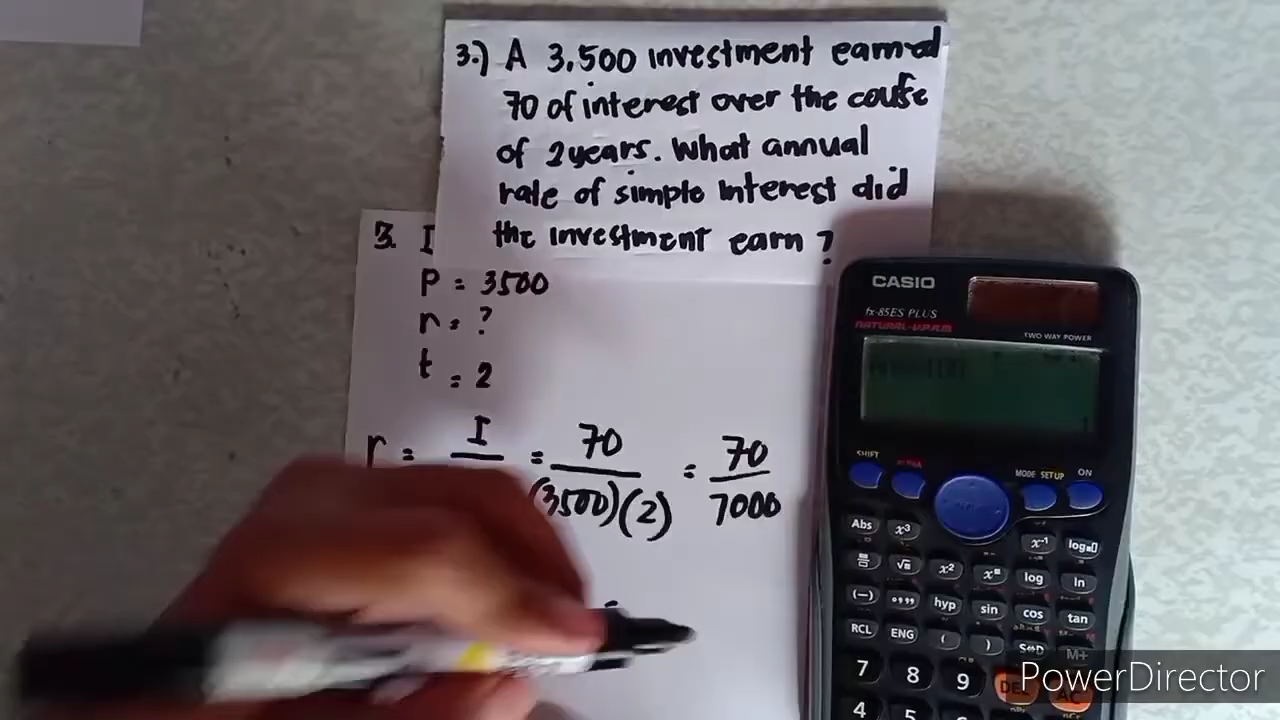 3.) A 3,500 investment earned
70 of interest over the course
of 2 years. What annual
rate of simple interest did
the investment earn?
3. I
P = 3500
r = ?
t = 2
r = I = 70 = 70
(3500)(2) 7000
CASIO
fx-85ES PLUS
NATURAL-V.P.A.M.
TWO WAY POWER
SHIFT ALPHA MODE SETUP ON
Abs x³ x⁻¹ log
√ x² log ln
(−) hyp sin cos tan
RCL ENG ( ) S⇔D M+
7 8 9 DEL AC
4 5
PowerDirector